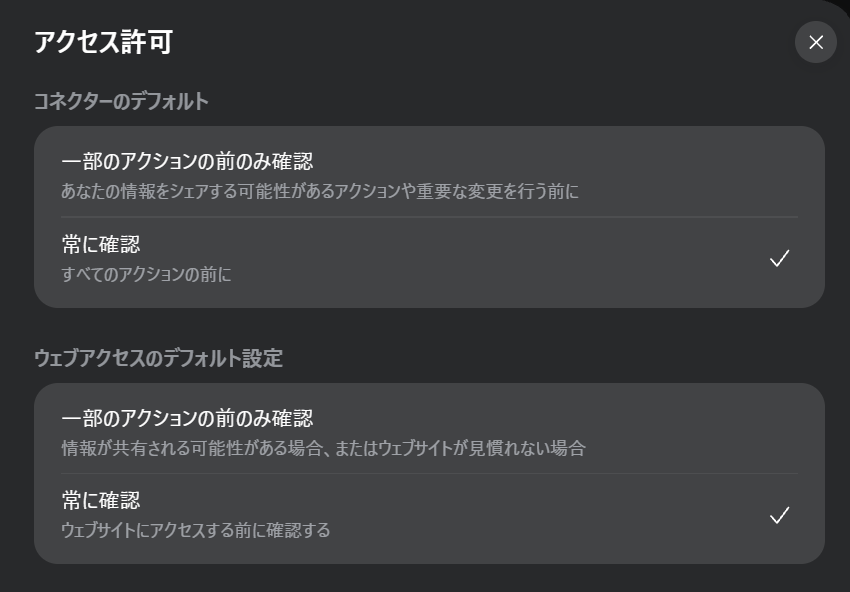 アクセス許可
コネクターのデフォルト
一部のアクションの前のみ確認
あなたの情報をシェアする可能性があるアクションや重要な変更を行う前に
常に確認
すべてのアクションの前に
ウェブアクセスのデフォルト設定
一部のアクションの前のみ確認
情報が共有される可能性がある場合、またはウェブサイトが見慣れない場合
常に確認
ウェブサイトにアクセスする前に確認する